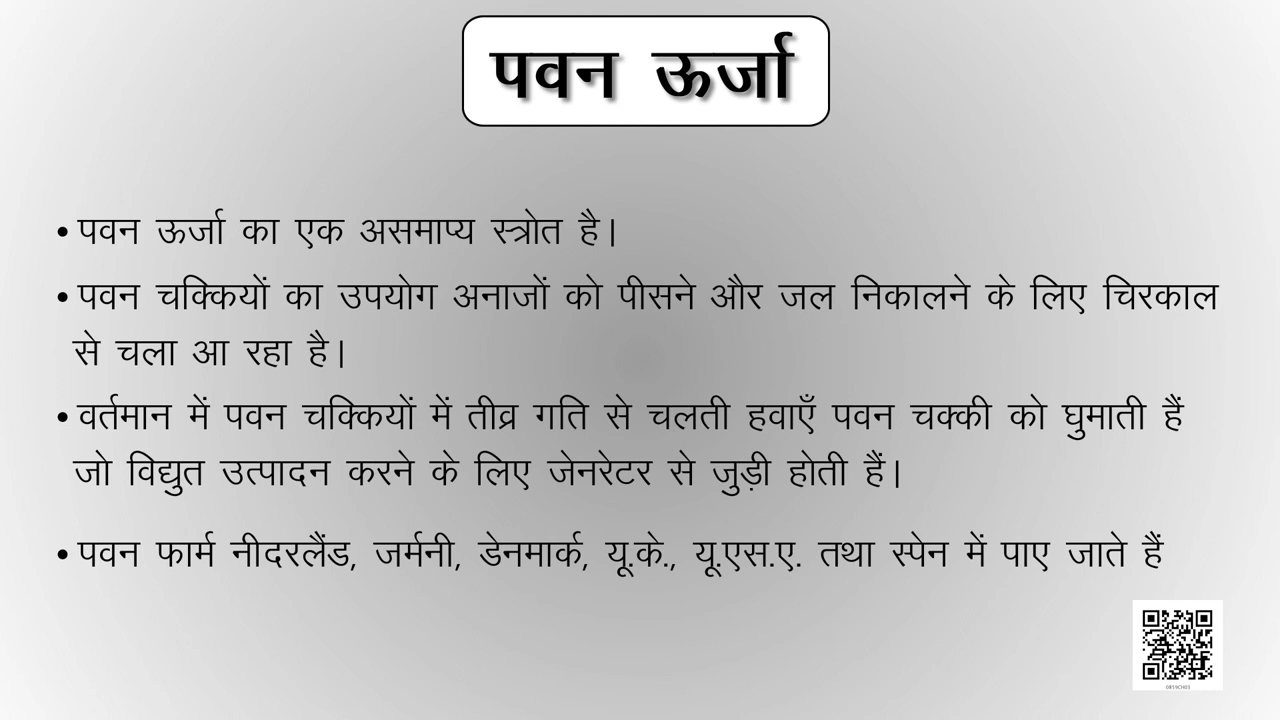 पवन ऊर्जा
• पवन ऊर्जा का एक असमाप्य स्त्रोत है।
• पवन चक्कियों का उपयोग अनाजों को पीसने और जल निकालने के लिए चिरकाल
से चला आ रहा है।
• वर्तमान में पवन चक्कियों में तीव्र गति से चलती हवाएँ पवन चक्की को घुमाती हैं
जो विद्युत उत्पादन करने के लिए जेनरेटर से जुड़ी होती हैं।
• पवन फार्म नीदरलैंड, जर्मनी, डेनमार्क, यू.के., यू.एस.ए. तथा स्पेन में पाए जाते हैं
0819CH03